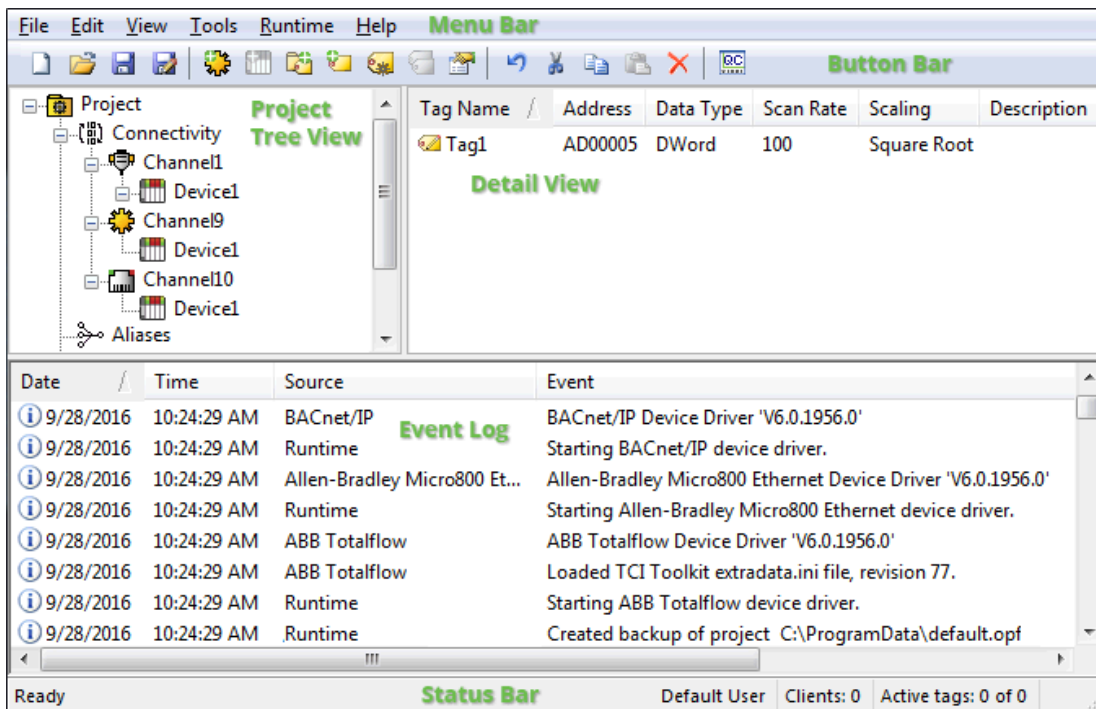 File Edit View Tools Runtime Help Menu Bar
QC Button Bar
Project
Connectivity
Channel1
Device1
Channel9
Device1
Channel10
Device1
Aliases
Project
Tree View
Tag Name Address Data Type Scan Rate Scaling Description
Tag1 AD00005 DWord 100 Square Root
Detail View
Date Time Source Event
9/28/2016 10:24:29 AM BACnet/IP BACnet/IP Device Driver 'V6.0.1956.0'
Event Log
9/28/2016 10:24:29 AM Runtime Starting BACnet/IP device driver.
9/28/2016 10:24:29 AM Allen-Bradley Micro800 Et... Allen-Bradley Micro800 Ethernet Device Driver 'V6.0.1956.0'
9/28/2016 10:24:29 AM Runtime Starting Allen-Bradley Micro800 Ethernet device driver.
9/28/2016 10:24:29 AM ABB Totalflow ABB Totalflow Device Driver 'V6.0.1956.0'
9/28/2016 10:24:29 AM ABB Totalflow Loaded TCI Toolkit extradata.ini file, revision 77.
9/28/2016 10:24:29 AM Runtime Starting ABB Totalflow device driver.
9/28/2016 10:24:29 AM .Runtime Created backup of project C:\ProgramData\default.opf
Ready Status Bar Default User Clients: 0 Active tags: 0 of 0